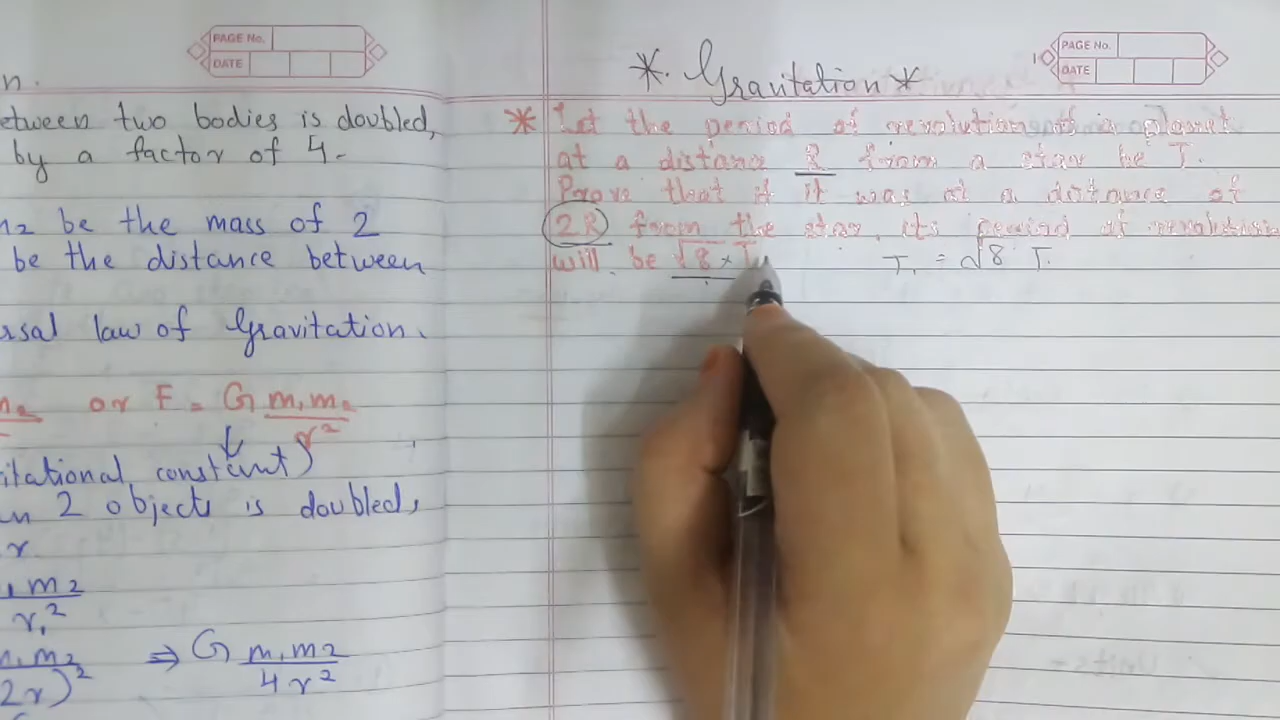 PAGE No.
DATE
n.
etween two bodies is doubled,
by a factor of 4.
m2 be the mass of 2
be the distance between
rsal law of Gravitation.
or F = G m1m2
r²
itational constant)
n 2 objects is doubled,
r
m2
r1²
m1m2 ⇒ G m1m2
2r)² 4r²
PAGE No.
DATE
*. Gravitation *
* Let the period of revolution of a planet
at a distance R from a star be T.
Prove that if it was at a distance of
2R from the star, its period of revolution
will be √8 × T T1 = √8 T.